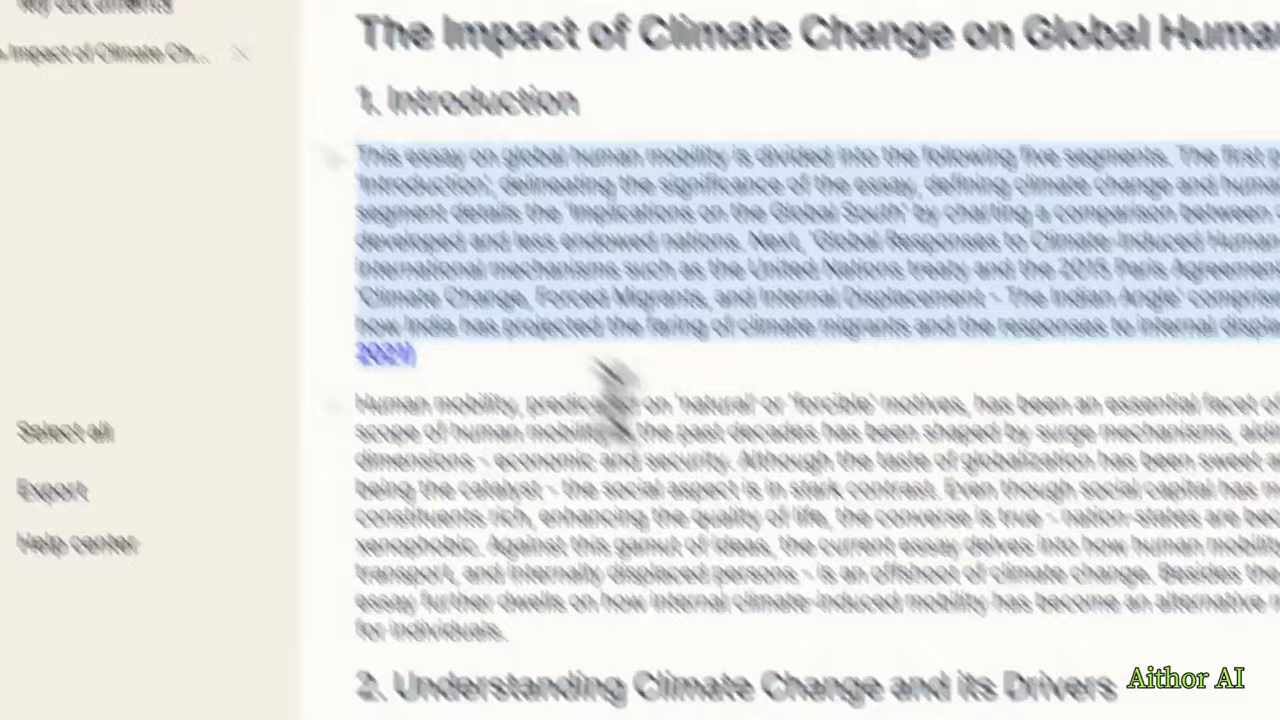 My documents
Impact of Climate Ch...
Select all
Export
Help center
The Impact of Climate Change on Global Human
1. Introduction
This essay on global human mobility is divided into the following five segments. The first
'Introduction', delineating the significance of the essay, defining climate change and human
segment details the 'Implications on the Global South' by charting a comparison between
developed and less endowed nations. Next, 'Global Responses to Climate-Induced Human
International mechanisms such as the United Nations treaty and the 2015 Paris Agreement
'Climate Change, Forced Migrants, and Internal Displacement - The Indian Angle'
how India has projected the faring of climate migrants and the responses to internal
2021)
Human mobility, on 'natural' or 'forcible' motives, has been an essential facet of
scope of human the past decades has been shaped by surge mechanisms,
dimensions - economic and security. Although the taste of globalization has been sweet
being the catalyst - the social aspect is in stark contrast. Even though social capital has
constituents rich, enhancing the quality of life, the converse is true - nation-states are
xenophobic. Against this gamut of ideas, the current essay delves into how human
transport, and internally displaced persons - is an offshoot of climate change. Besides
essay further dwells on how internal climate-induced mobility has become an alternative
for individuals.
2. Understanding Climate Change and its Drivers
Aithor AI